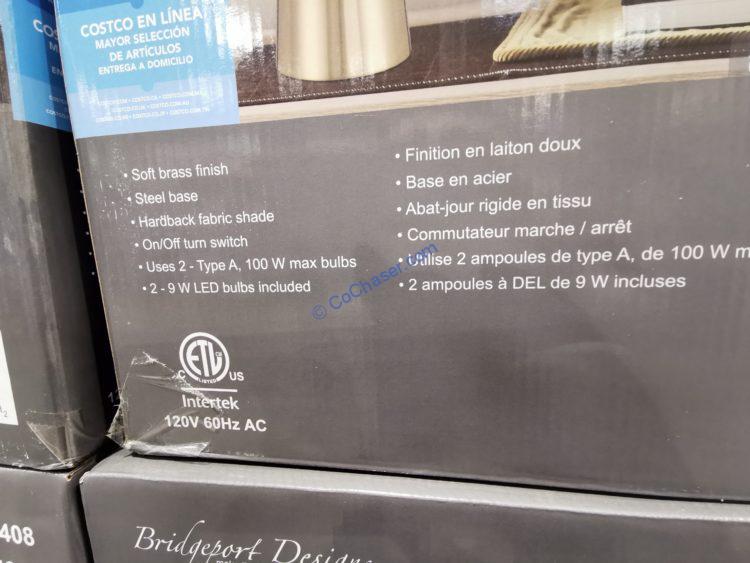 COSTCO EN LÍNEA
MAYOR SELECCIÓN
DE ARTÍCULOS
ENTREGA A DOMICILIO
• Soft brass finish
• Steel base
• Hardback fabric shade
• On/Off turn switch
• Uses 2 - Type A, 100 W max bulbs
• 2 - 9 W LED bulbs included
• Finition en laiton doux
• Base en acier
• Abat-jour rigide en tissu
• Commutateur marche / arrêt
• Utilise 2 ampoules de type A, de 100 W m
• 2 ampoules à DEL de 9 W incluses
© CoChaser.com
ETL
CM
LISTED
C US
Intertek
120V 60Hz AC
408
Bridgeport Designs